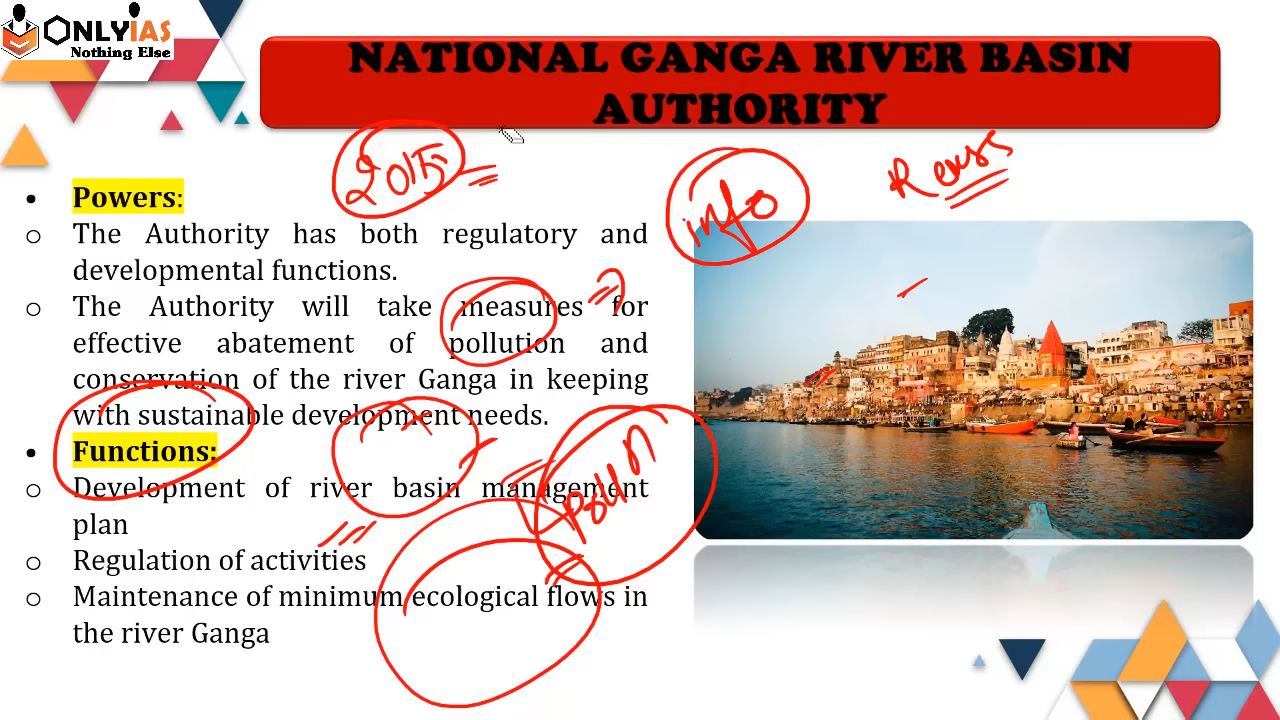 ONLYIAS
Nothing Else
NATIONAL GANGA RIVER BASIN
AUTHORITY
2015
info
• Powers:
o The Authority has both regulatory and
developmental functions.
o The Authority will take measures for
effective abatement of pollution and
conservation of the river Ganga in keeping
with sustainable development needs.
• Functions:
o Development of river basin management
plan
o Regulation of activities
o Maintenance of minimum ecological flows in
the river Ganga
Pollⁿ